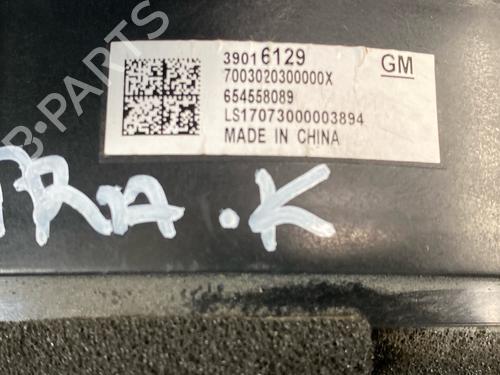 39016129
GM
7003020300000X
654558089
LS17073000003894
MADE IN CHINA
B-PARTS